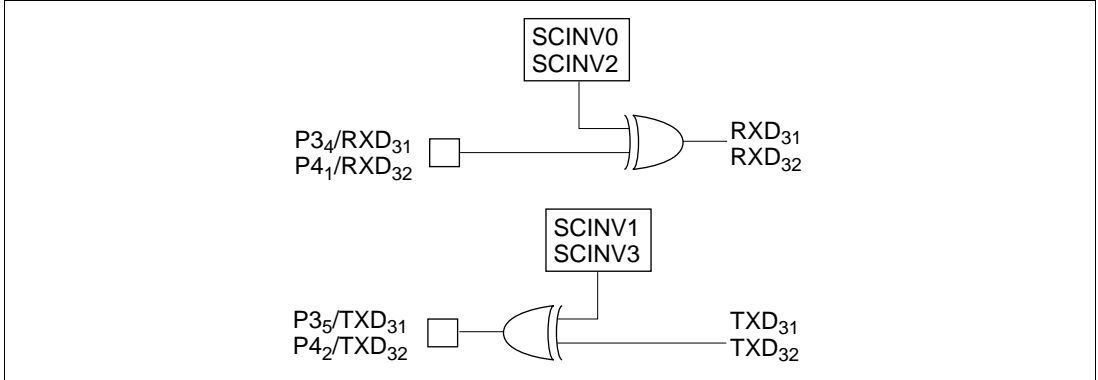 SCINV0
SCINV2
P3₄/RXD₃₁
P4₁/RXD₃₂
RXD₃₁
RXD₃₂
SCINV1
SCINV3
P3₅/TXD₃₁
P4₂/TXD₃₂
TXD₃₁
TXD₃₂